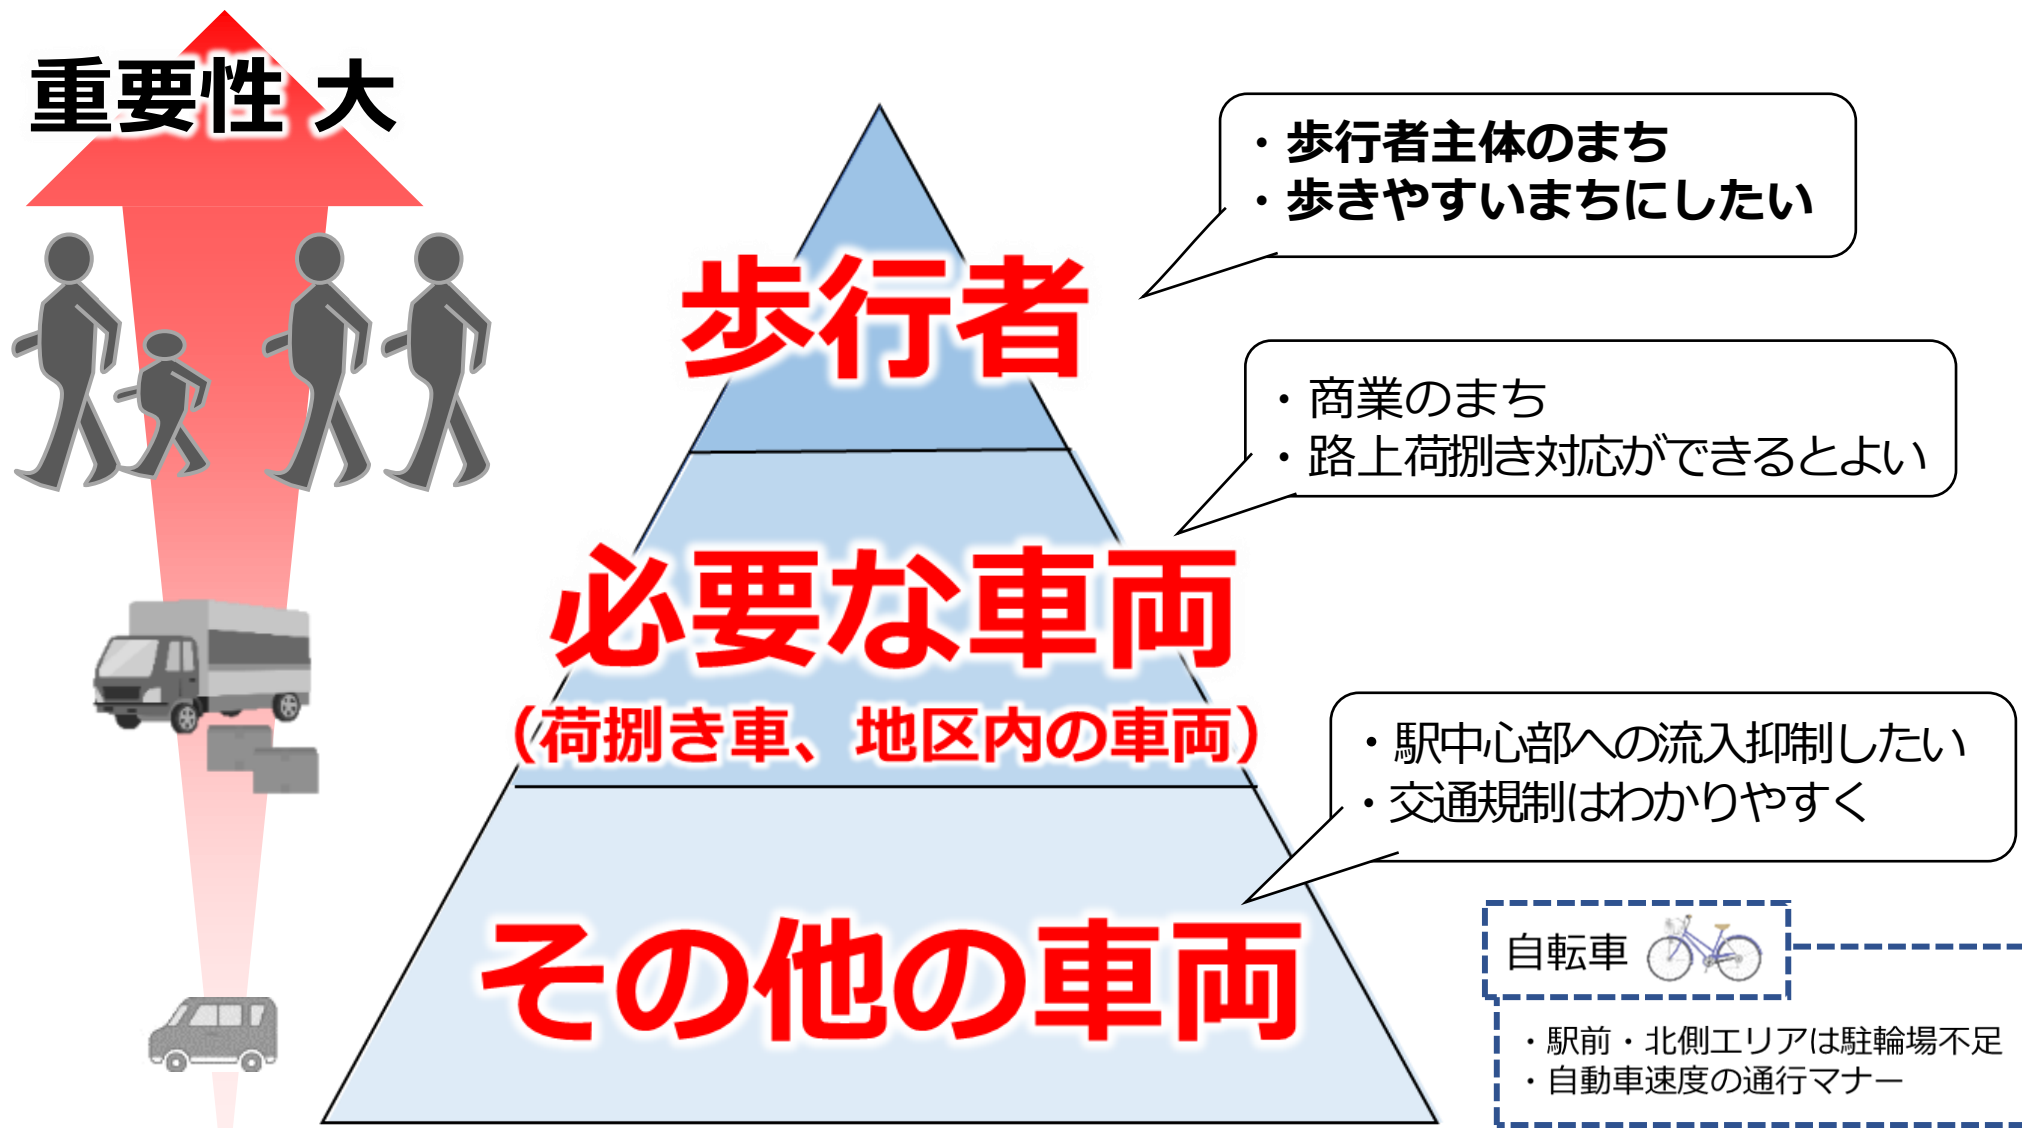 重要性 大
・歩行者主体のまち
・歩きやすいまちにしたい
歩行者
・商業のまち
・路上荷捌き対応ができるとよい
必要な車両
（荷捌き車、地区内の車両）
・駅中心部への流入抑制したい
・交通規制はわかりやすく
その他の車両
自転車
・駅前・北側エリアは駐輪場不足
・自動車速度の通行マナー